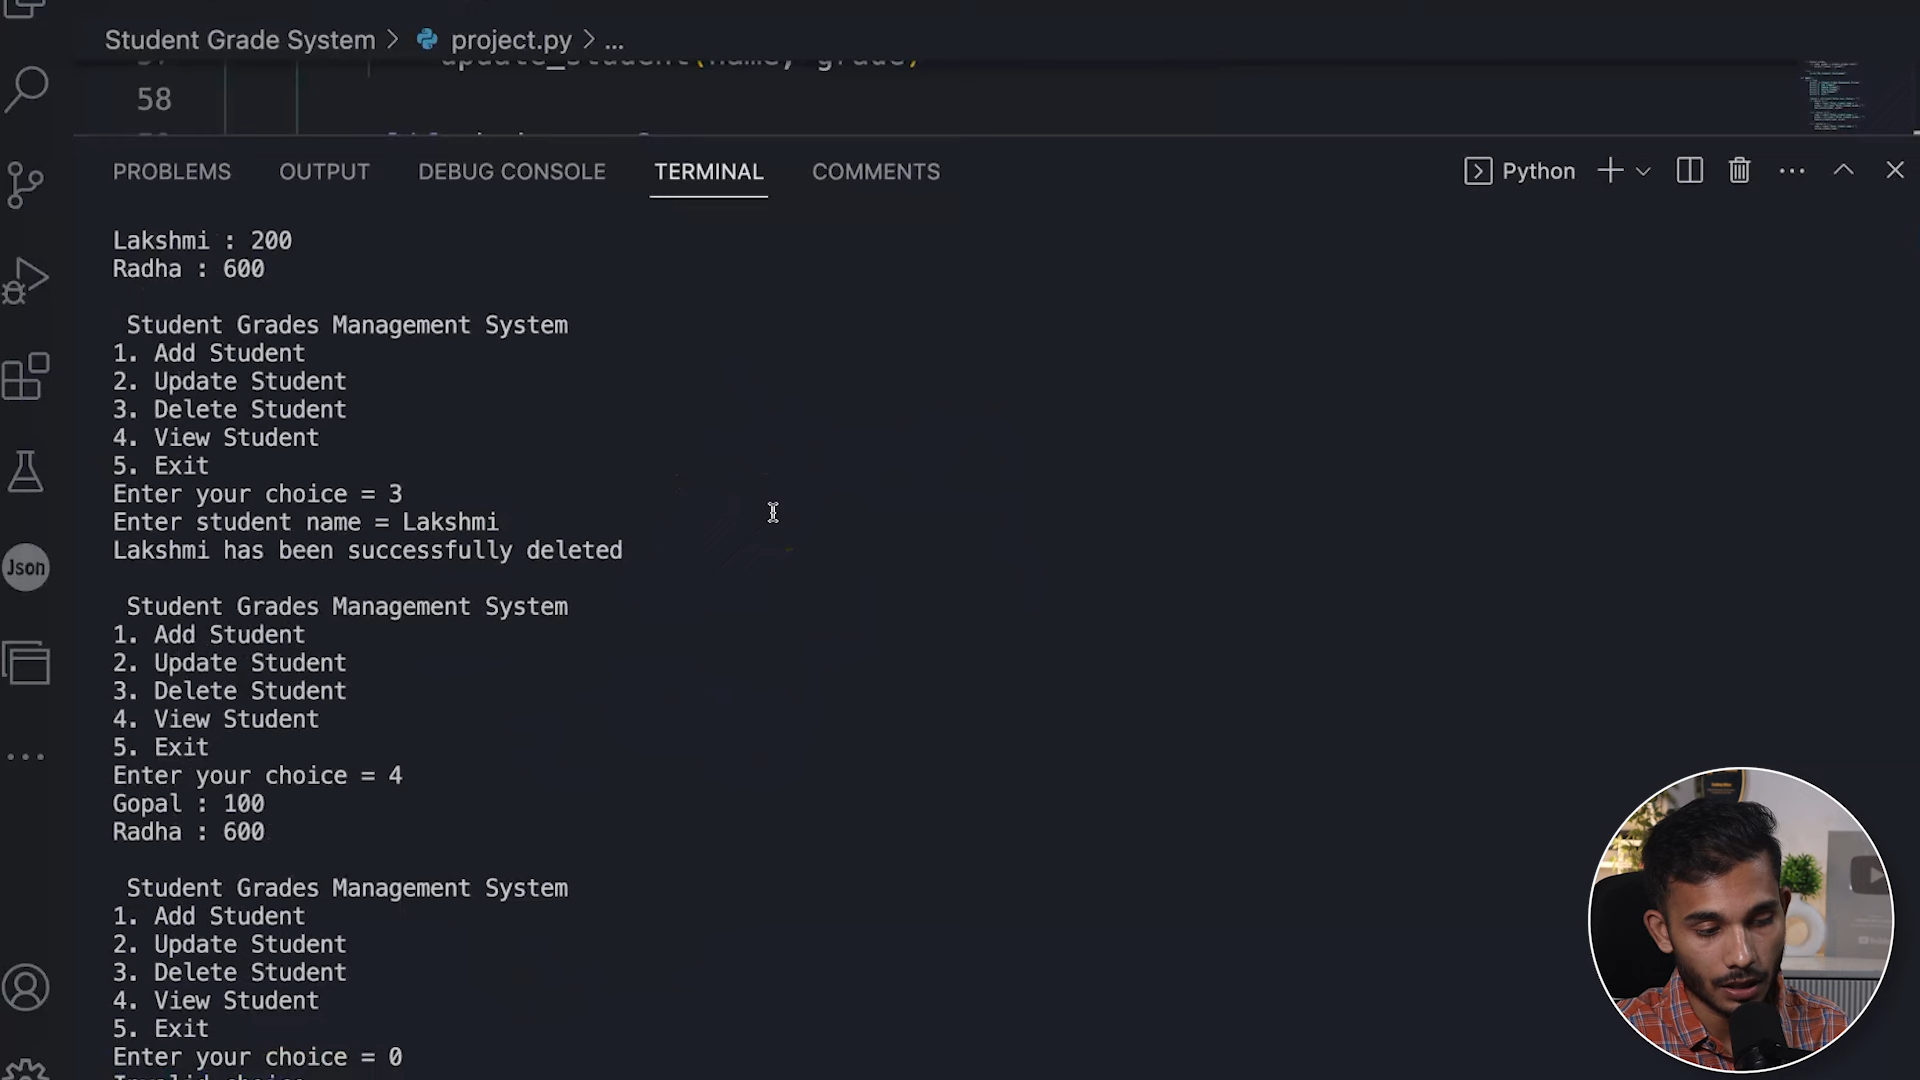 Student Grade System > project.py > ...
update_student(name, grade)
58
PROBLEMS OUTPUT DEBUG CONSOLE TERMINAL COMMENTS Python
Lakshmi : 200
Radha : 600
Student Grades Management System
1. Add Student
2. Update Student
3. Delete Student
4. View Student
5. Exit
Enter your choice = 3
Enter student name = Lakshmi
Lakshmi has been successfully deleted
Student Grades Management System
1. Add Student
2. Update Student
3. Delete Student
4. View Student
5. Exit
Enter your choice = 4
Gopal : 100
Radha : 600
Student Grades Management System
1. Add Student
2. Update Student
3. Delete Student
4. View Student
5. Exit
Enter your choice = 0
Invalid choice
Json